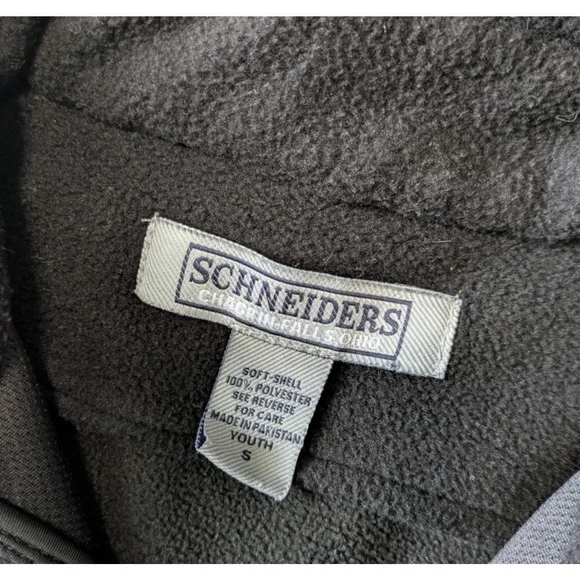 SCHNEIDERS
CHAGRIN FALLS, OHIO
SOFT-SHELL
100% POLYESTER
SEE REVERSE
FOR CARE
MADE IN PAKISTAN
YOUTH
S